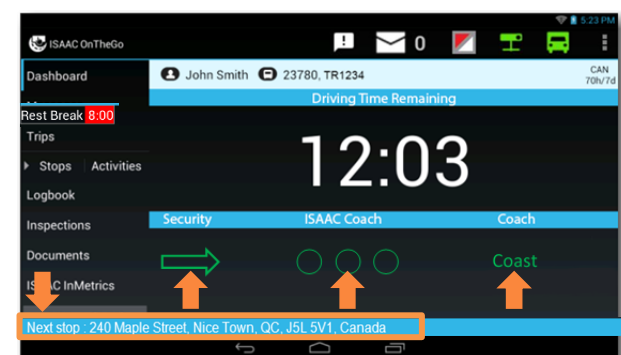 5:23 PM
ISAAC OnTheGo
0
Dashboard
John Smith 23780, TR1234
CAN
70h/7d
Driving Time Remaining
Rest Break 8:00
Trips
12:03
Stops Activities
Logbook
Inspections
Security ISAAC Coach Coach
Documents
Coast
InMetrics
Next stop : 240 Maple Street, Nice Town, QC, J5L 5V1, Canada